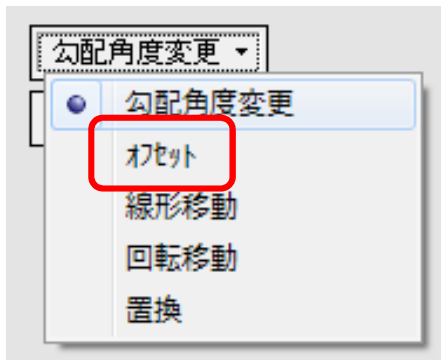 勾配角度変更
勾配角度変更
ｵﾌｾｯﾄ
線形移動
回転移動
置換